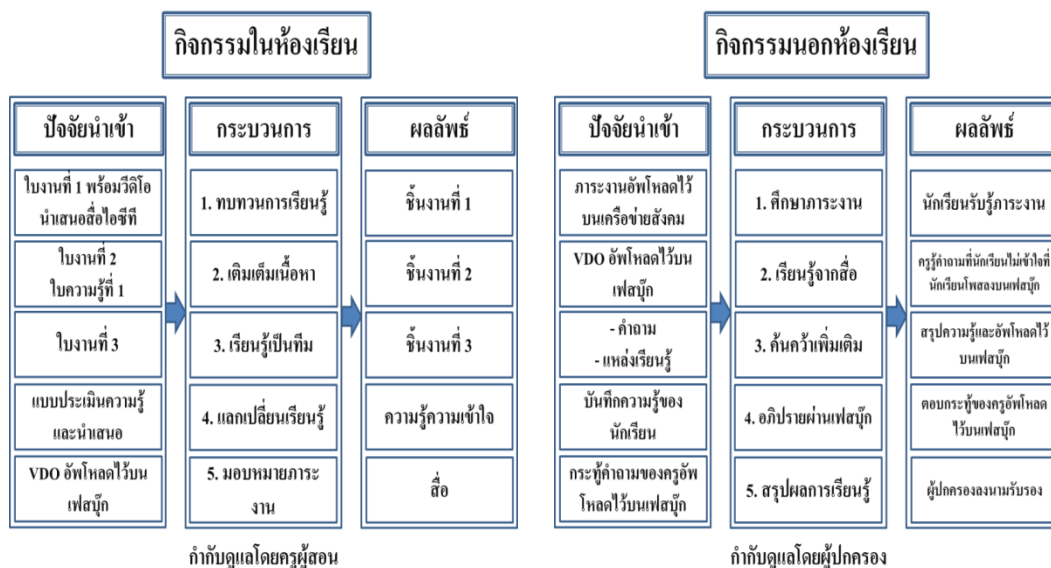 กิจกรรมในห้องเรียน
ปัจจัยนำเข้า
ใบงานที่ 1 พร้อมวีดิโอ
นำเสนอสื่อไอซีที
ใบงานที่ 2
ใบความรู้ที่ 1
ใบงานที่ 3
แบบประเมินความรู้
และนำเสนอ
VDO อัพโหลดไว้บน
เฟสบุ๊ก
กระบวนการ
1. ทบทวนการเรียนรู้
2. เติมเต็มเนื้อหา
3. เรียนรู้เป็นทีม
4. แลกเปลี่ยนเรียนรู้
5. มอบหมายภาระ
งาน
ผลลัพธ์
ชิ้นงานที่ 1
ชิ้นงานที่ 2
ชิ้นงานที่ 3
ความรู้ความเข้าใจ
สื่อ
กำกับดูแลโดยครูผู้สอน
กิจกรรมนอกห้องเรียน
ปัจจัยนำเข้า
ภาระงานอัพโหลดไว้
บนเครือข่ายสังคม
VDO อัพโหลดไว้บน
เฟสบุ๊ก
- คำถาม
- แหล่งเรียนรู้
บันทึกความรู้ของ
นักเรียน
กระทู้คำถามของครูอัพ
โหลดไว้บนเฟสบุ๊ก
กระบวนการ
1. ศึกษาภาระงาน
2. เรียนรู้จากสื่อ
3. ค้นคว้าเพิ่มเติม
4. อภิปรายผ่านเฟสบุ๊ก
5. สรุปผลการเรียนรู้
ผลลัพธ์
นักเรียนรับรู้ภาระงาน
ครูรู้คำถามที่นักเรียนไม่เข้าใจที่
นักเรียนโพสลงบนเฟสบุ๊ก
สรุปความรู้และอัพโหลดไว้
บนเฟสบุ๊ก
ตอบกระทู้ของครูอัพโหลด
ไว้บนเฟสบุ๊ก
ผู้ปกครองลงนามรับรอง
กำกับดูแลโดยผู้ปกครอง